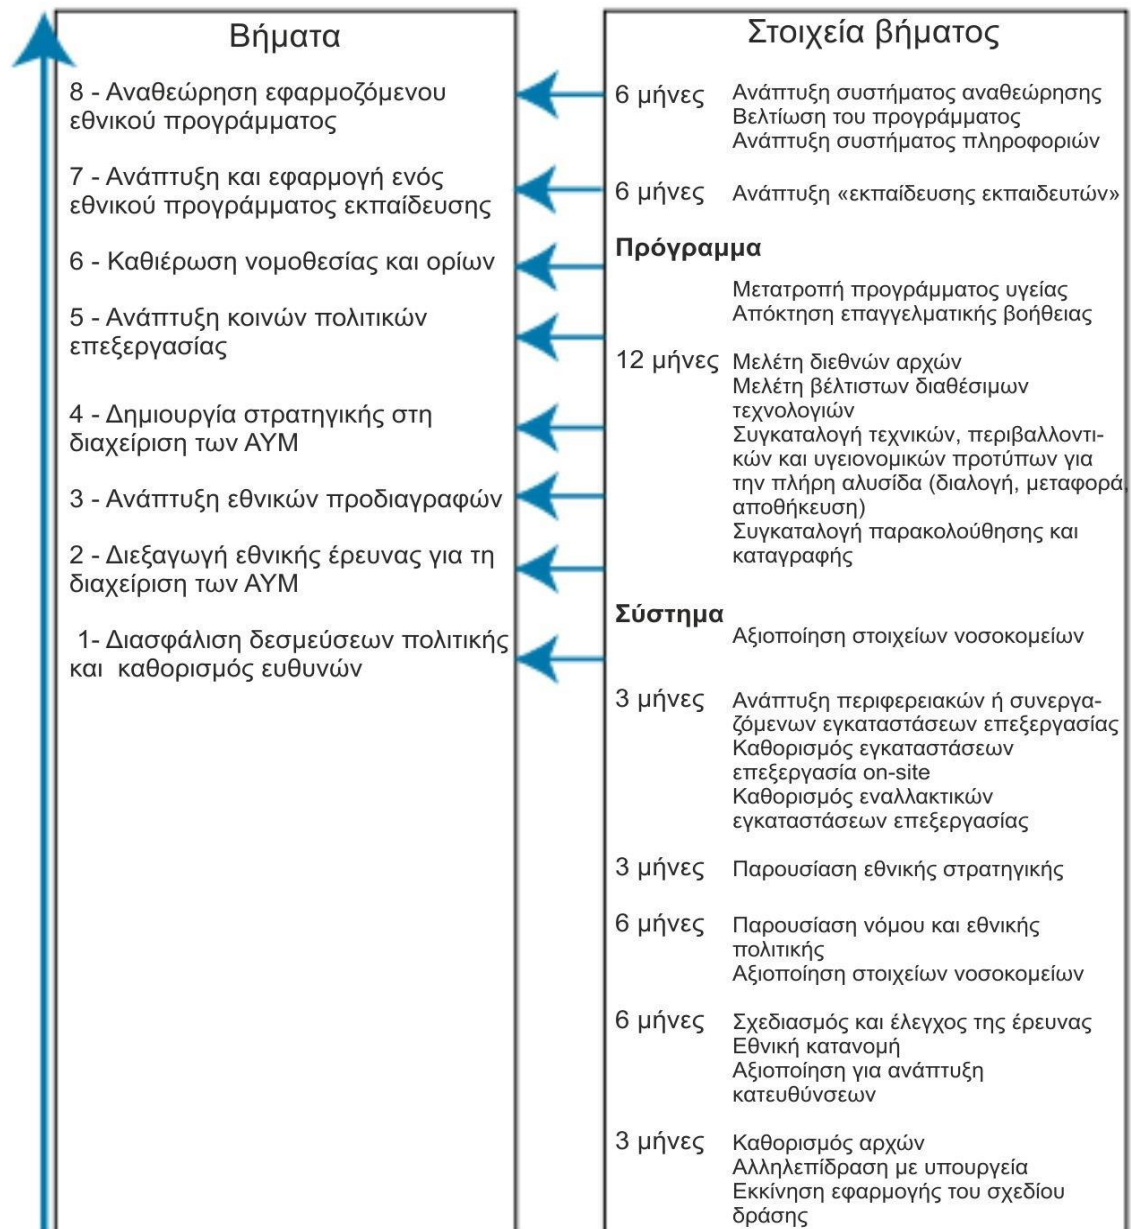 Βήματα
8 - Αναθεώρηση εφαρμοζόμενου
εθνικού προγράμματος
7 - Ανάπτυξη και εφαρμογή ενός
εθνικού προγράμματος εκπαίδευσης
6 - Καθιέρωση νομοθεσίας και ορίων
5 - Ανάπτυξη κοινών πολιτικών
επεξεργασίας
4 - Δημιουργία στρατηγικής στη
διαχείριση των ΑΥΜ
3 - Ανάπτυξη εθνικών προδιαγραφών
2 - Διεξαγωγή εθνικής έρευνας για τη
διαχείριση των ΑΥΜ
1- Διασφάλιση δεσμεύσεων πολιτικής
και καθορισμός ευθυνών
Στοιχεία βήματος
6 μήνες Ανάπτυξη συστήματος αναθεώρησης
Βελτίωση του προγράμματος
Ανάπτυξη συστήματος πληροφοριών
6 μήνες Ανάπτυξη «εκπαίδευσης εκπαιδευτών»
Πρόγραμμα
Μετατροπή προγράμματος υγείας
Απόκτηση επαγγελματικής βοήθειας
12 μήνες Μελέτη διεθνών αρχών
Μελέτη βέλτιστων διαθέσιμων
τεχνολογιών
Συγκαταλογή τεχνικών, περιβαλλοντι-
κών και υγειονομικών προτύπων για
την πλήρη αλυσίδα (διαλογή, μεταφορά,
αποθήκευση)
Συγκαταλογή παρακολούθησης και
καταγραφής
Σύστημα
Αξιοποίηση στοιχείων νοσοκομείων
3 μήνες Ανάπτυξη περιφερειακών ή συνεργα-
ζόμενων εγκαταστάσεων επεξεργασίας
Καθορισμός εγκαταστάσεων
επεξεργασία on-site
Καθορισμός εναλλακτικών
εγκαταστάσεων επεξεργασίας
3 μήνες Παρουσίαση εθνικής στρατηγικής
6 μήνες Παρουσίαση νόμου και εθνικής
πολιτικής
Αξιοποίηση στοιχείων νοσοκομείων
6 μήνες Σχεδιασμός και έλεγχος της έρευνας
Εθνική κατανομή
Αξιοποίηση για ανάπτυξη
κατευθύνσεων
3 μήνες Καθορισμός αρχών
Αλληλεπίδραση με υπουργεία
Εκκίνηση εφαρμογής του σχεδίου
δράσης